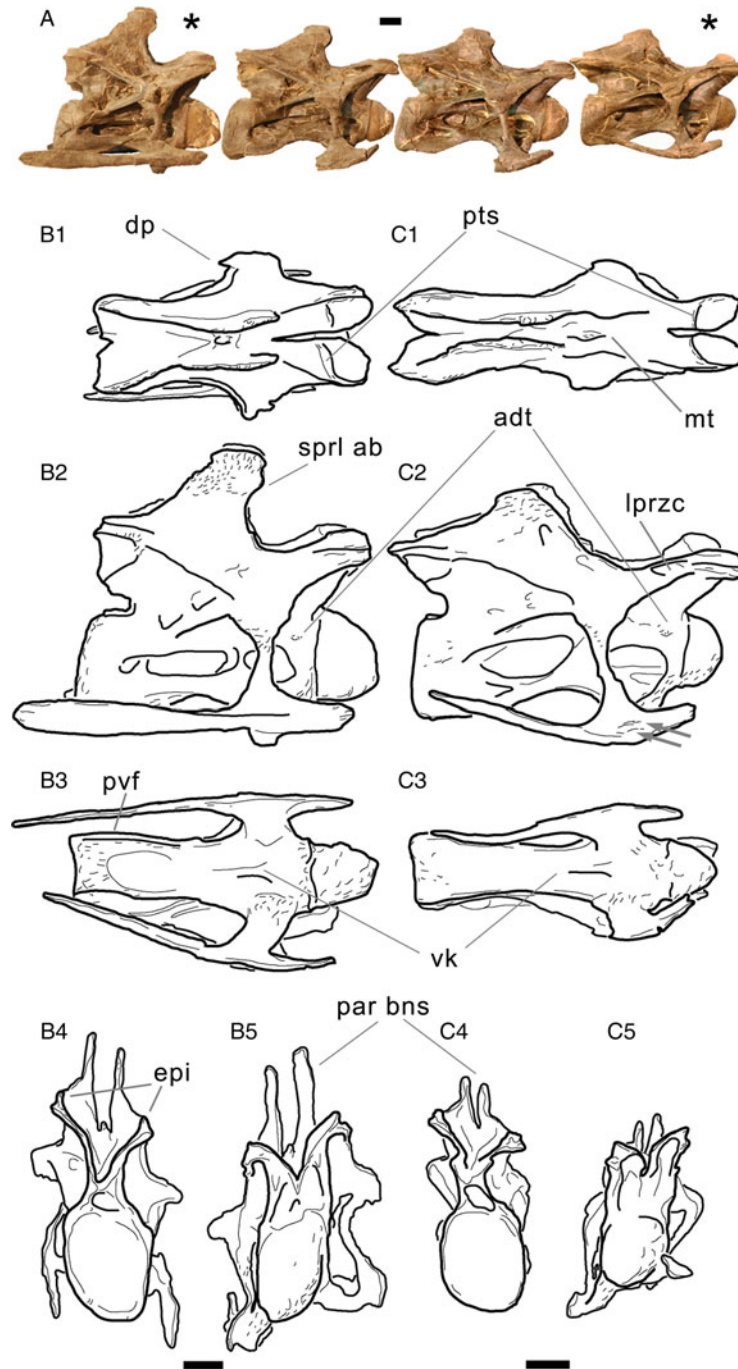 A * *
B1 dp C1 pts
mt
adt
B2 sprl ab C2
lprzc
B3 pvf C3
vk
par bns
B4 B5 C4 C5
epi